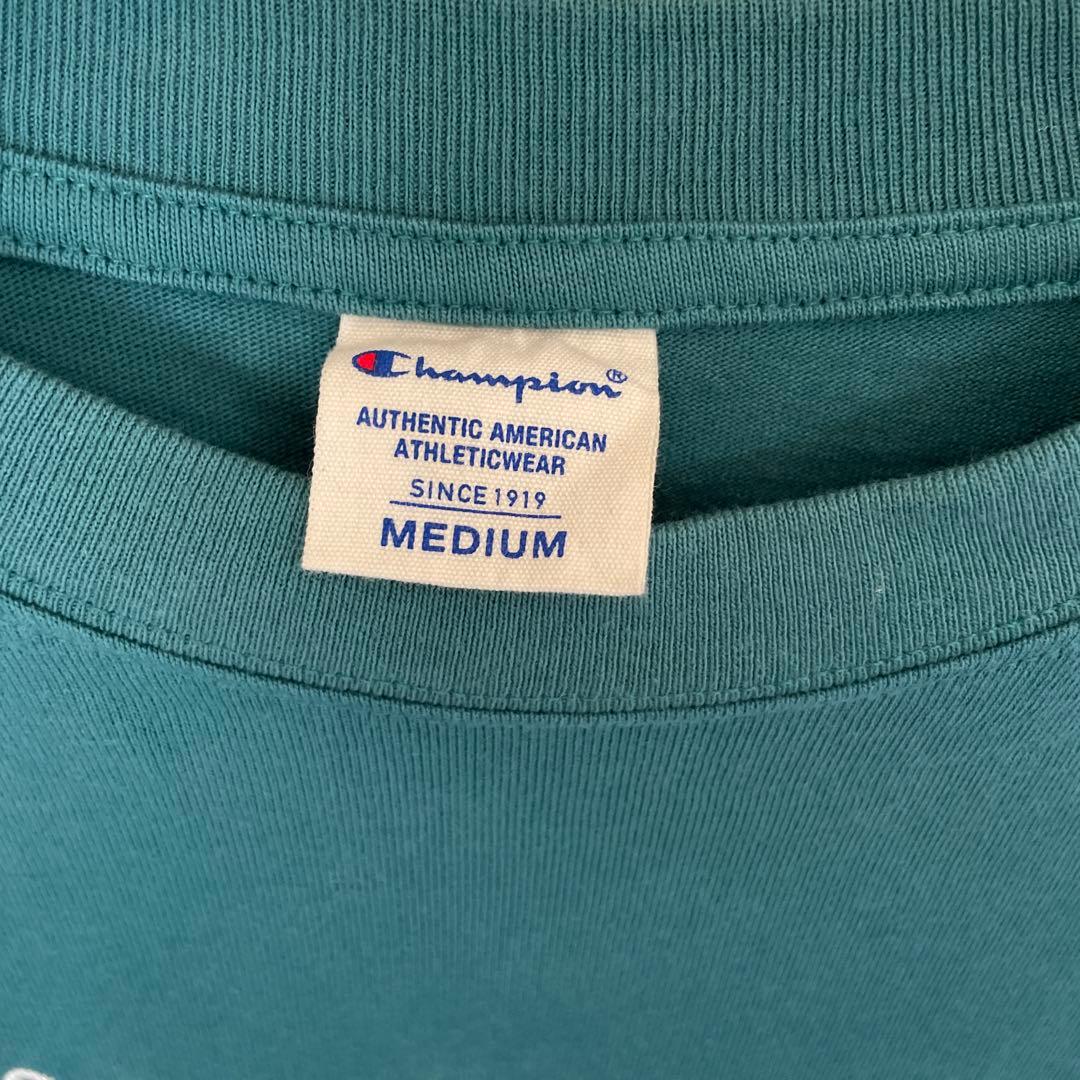 Champion®
AUTHENTIC AMERICAN
ATHLETICWEAR
SINCE 1919
MEDIUM